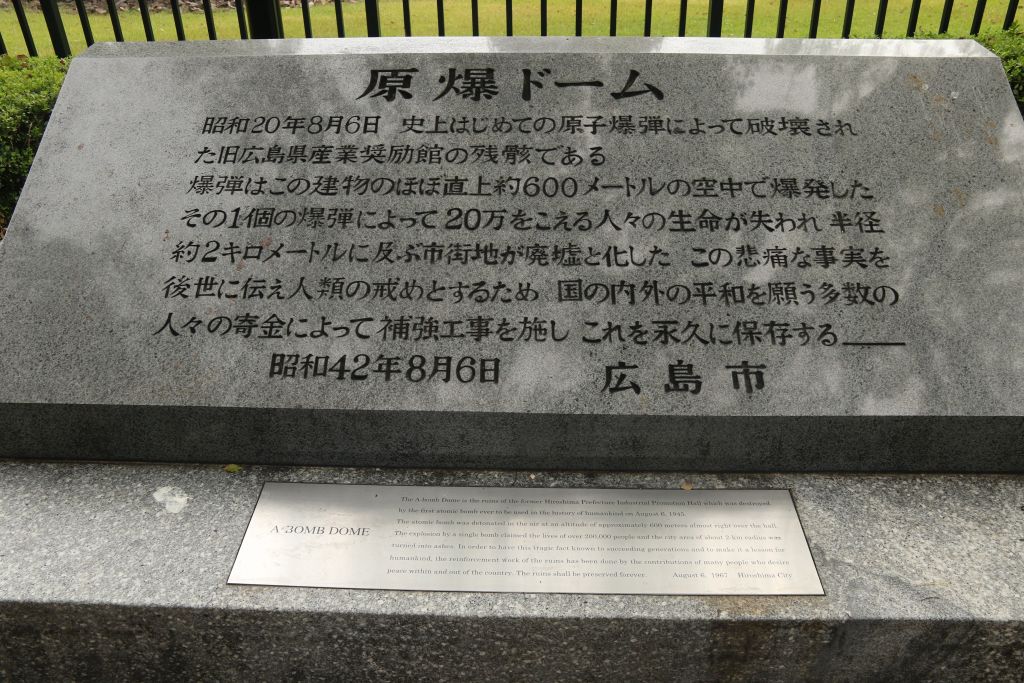 原爆ドーム
昭和20年8月6日 史上はじめての原子爆弾によって破壊され
た旧広島県産業奨励館の残骸である
爆弾はこの建物のほぼ直上約600メートルの空中で爆発した
その1個の爆弾によって20万をこえる人々の生命が失われ 半径
約2キロメートルに及ぶ市街地が廃墟と化した この悲痛な事実を
後世に伝え人類の戒めとするため 国の内外の平和を願う多数の
人々の寄金によって補強工事を施し これを永久に保存する
昭和42年8月6日 広島市
A-BOMB DOME
The A-bomb Dome is the ruins of the former Hiroshima Prefecture Industrial Promotion Hall which was destroyed
by the first atomic bomb ever to be used in the history of humankind on August 6, 1945.
The atomic bomb was detonated in the air at an altitude of approximately 600 meters almost right over the hall.
The explosion by a single bomb claimed the lives of over 200,000 people and the city area of about 2-km radius was
turned into ashes. In order to have this tragic fact known to succeeding generations and to make it a lesson for
humankind, the reinforcement work of the ruins has been done by the contributions of many people who desire
peace within and out of the country. The ruins shall be preserved forever. August 6, 1967 Hiroshima City